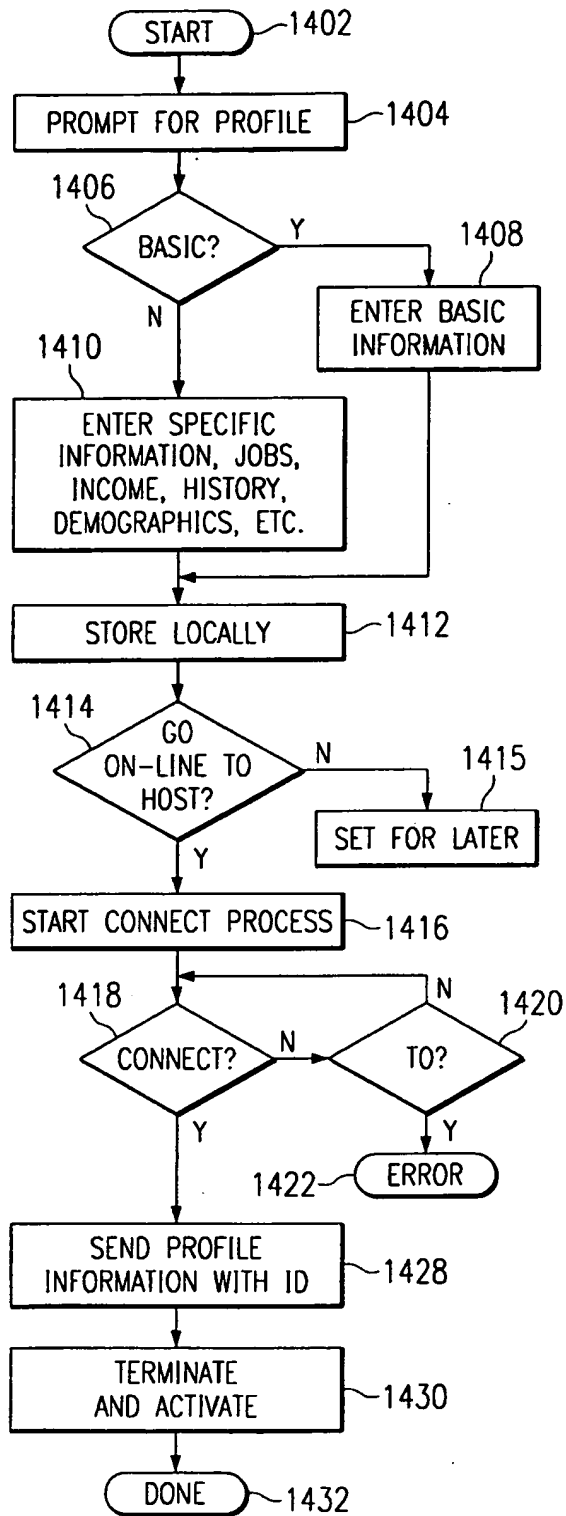 START
1402
PROMPT FOR PROFILE
1404
1406
BASIC?
Y
N
1408
ENTER BASIC
INFORMATION
1410
ENTER SPECIFIC
INFORMATION, JOBS,
INCOME, HISTORY,
DEMOGRAPHICS, ETC.
STORE LOCALLY
1412
1414
GO
ON-LINE TO
HOST?
N
Y
1415
SET FOR LATER
START CONNECT PROCESS
1416
1418
CONNECT?
N
Y
1420
TO?
N
Y
1422
ERROR
SEND PROFILE
INFORMATION WITH ID
1428
TERMINATE
AND ACTIVATE
1430
DONE
1432